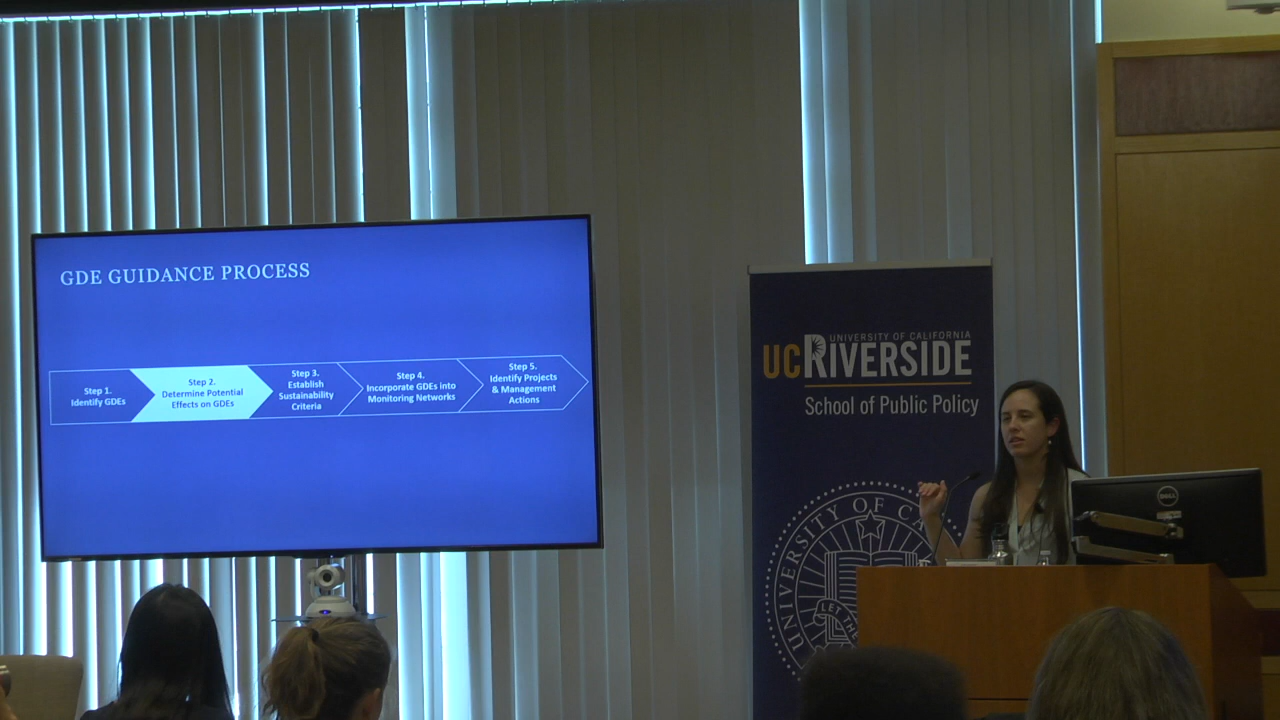 GDE GUIDANCE PROCESS
Step 1.
Identify GDEs
Step 2.
Determine Potential
Effects on GDEs
Step 3.
Establish
Sustainability
Criteria
Step 4.
Incorporate GDEs into
Monitoring Networks
Step 5.
Identify Projects
& Management
Actions
UNIVERSITY OF CALIFORNIA
UCRIVERSIDE
School of Public Policy
UNIVERSITY OF
LET THE
DELL